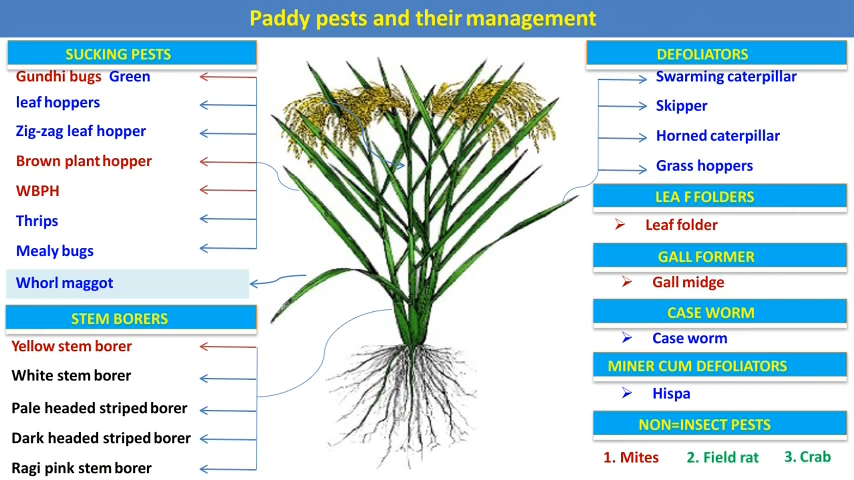 Paddy pests and their management
SUCKING PESTS
Gundhi bugs Green
leaf hoppers
Zig-zag leaf hopper
Brown plant hopper
WBPH
Thrips
Mealy bugs
Whorl maggot
STEM BORERS
Yellow stem borer
White stem borer
Pale headed striped borer
Dark headed striped borer
Ragi pink stem borer
DEFOLIATORS
Swarming caterpillar
Skipper
Horned caterpillar
Grass hoppers
LEA F FOLDERS
Leaf folder
GALL FORMER
Gall midge
CASE WORM
Case worm
MINER CUM DEFOLIATORS
Hispa
NON=INSECT PESTS
1. Mites 2. Field rat 3. Crab